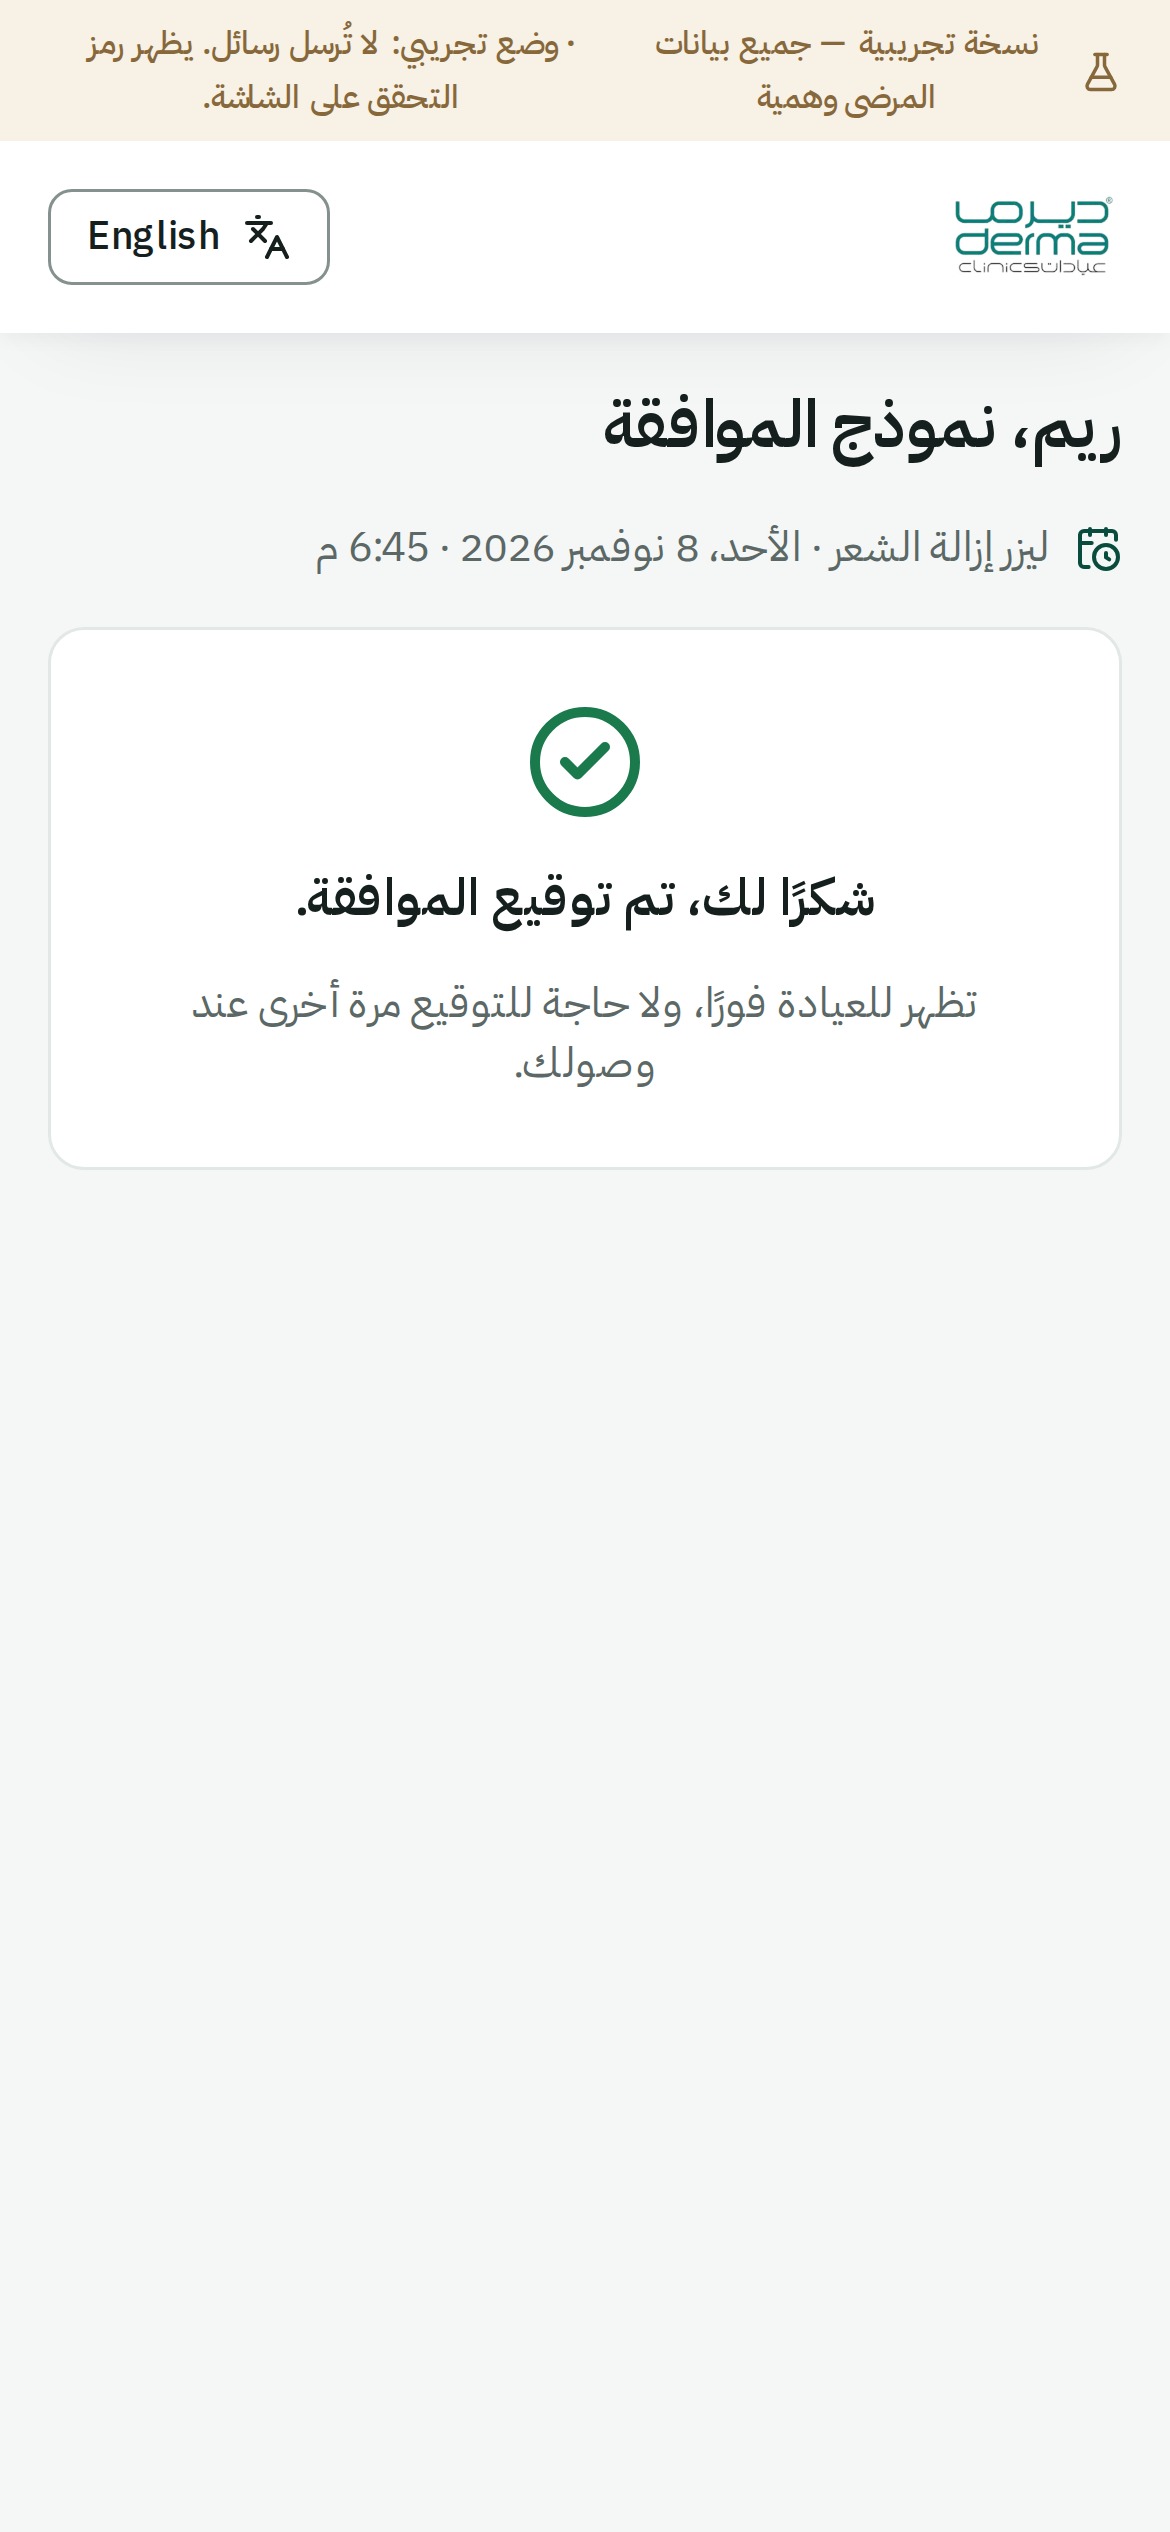 نسخة تجريبية — جميع بيانات
المرضى وهمية
· وضع تجريبي: لا تُرسل رسائل. يظهر رمز
التحقق على الشاشة.
ديرما®
derma
clinics عيادات
English
ريم، نموذج الموافقة
ليزر إزالة الشعر · الأحد، 8 نوفمبر 2026 · 6:45 م
شكرًا لك، تم توقيع الموافقة.
تظهر للعيادة فورًا، ولا حاجة للتوقيع مرة أخرى عند
وصولك.